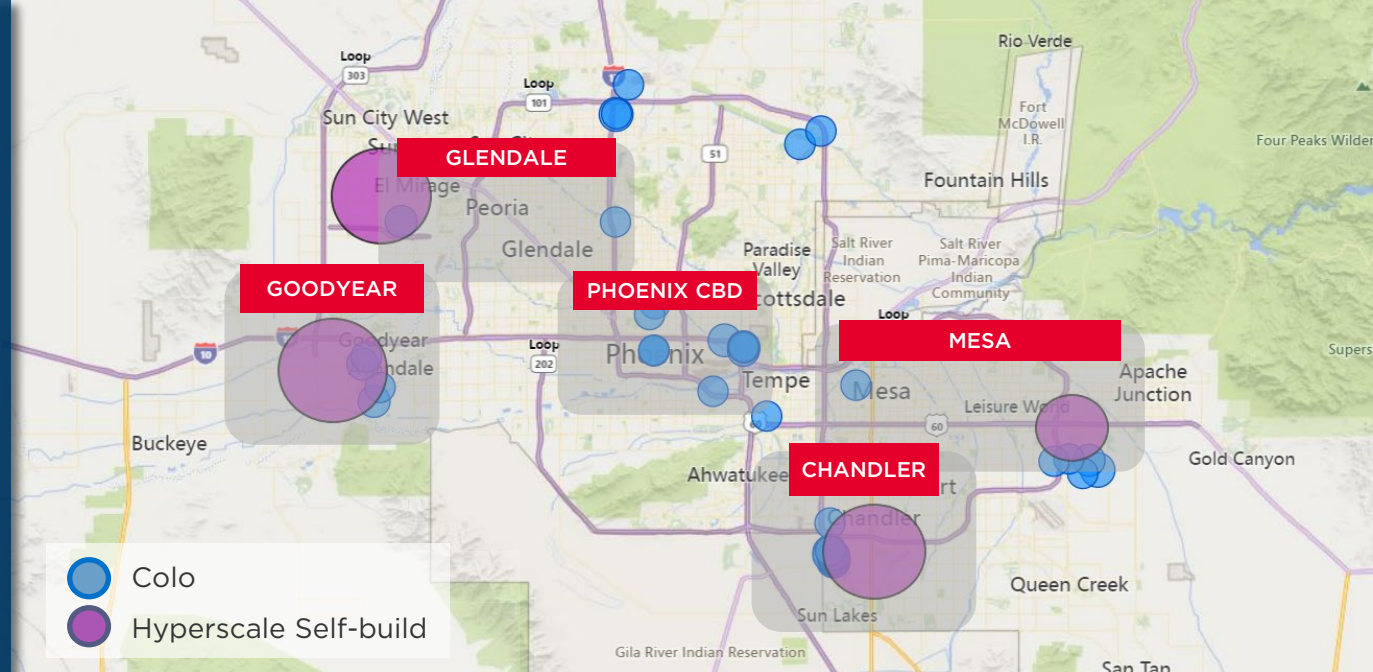 Rio Verde
Loop
303
Loop
101
Fort
McDowell
I.R.
Sun City West
Four Peaks Wilder
GLENDALE
51
El Mirage
Fountain Hills
Peoria
Glendale
Paradise
Valley
Salt River
Indian
Reservation
Salt River
Pima-Maricopa
Indian
Community
GOODYEAR
PHOENIX CBD
cottsdale
Loop
MESA
10
Goodyear
Loop
202
Phoenix
Supers
ndale
Tempe
Mesa
Apache
Junction
Leisure World
60
Buckeye
Gold Canyon
Ahwatukee
CHANDLER
rt
Chandler
Colo
Queen Creek
Hyperscale Self-build
Sun Lakes
Gila River Indian Reservation
San Tan